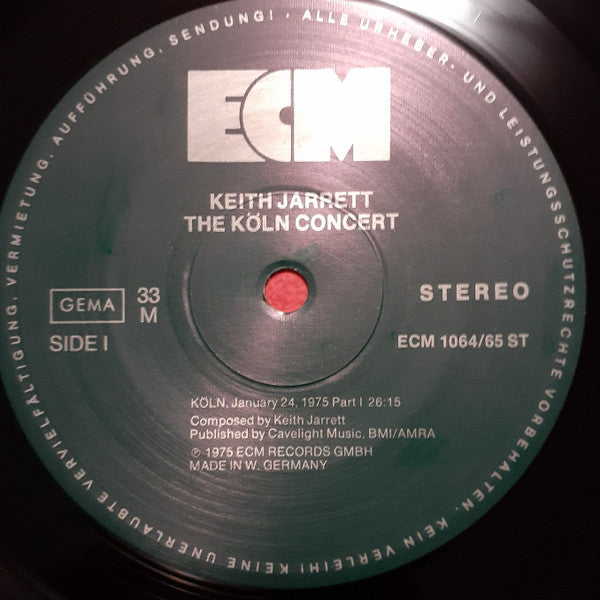 ECM
KEITH JARRETT
THE KÖLN CONCERT
GEMA
33
M
STEREO
SIDE I
ECM 1064/65 ST
KÖLN, January 24, 1975 Part I 26:15
Composed by Keith Jarrett
Published by Cavelight Music, BMI/AMRA
℗ 1975 ECM RECORDS GMBH
MADE IN W. GERMANY
ALLE URHEBER- UND LEISTUNGSSCHUTZRECHTE VORBEHALTEN. KEIN VERLEIH! KEINE UNERLAUBTE VERVIELFÄLTIGUNG, VERMIETUNG, AUFFÜHRUNG, SENDUNG! ·